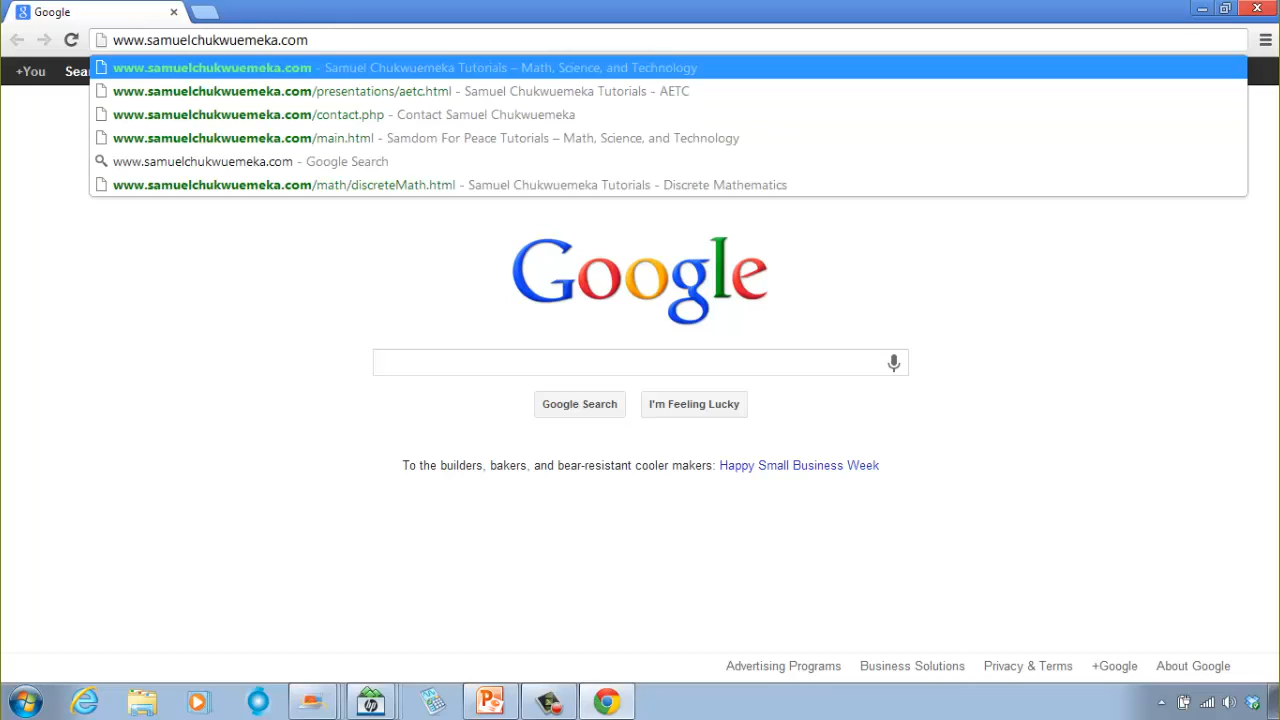 Google
www.samuelchukwuemeka.com
+You Sea
www.samuelchukwuemeka.com - Samuel Chukwuemeka Tutorials – Math, Science, and Technology
www.samuelchukwuemeka.com/presentations/aetc.html - Samuel Chukwuemeka Tutorials - AETC
www.samuelchukwuemeka.com/contact.php - Contact Samuel Chukwuemeka
www.samuelchukwuemeka.com/main.html - Samdom For Peace Tutorials – Math, Science, and Technology
www.samuelchukwuemeka.com - Google Search
www.samuelchukwuemeka.com/math/discreteMath.html - Samuel Chukwuemeka Tutorials - Discrete Mathematics
Google
Google Search I'm Feeling Lucky
To the builders, bakers, and bear-resistant cooler makers: Happy Small Business Week
Advertising Programs Business Solutions Privacy & Terms +Google About Google